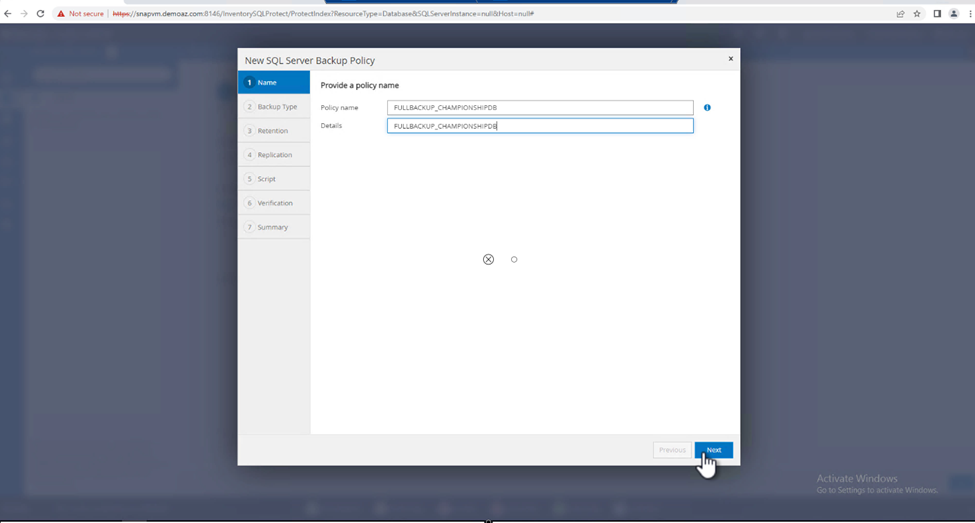 Not secure https://snapvm.demoaz.com:8146/InventorySQLProtect/ProtectIndex?ResourceType=Database&SQLServerInstance=null&Host=null#
New SQL Server Backup Policy x
1 Name
2 Backup Type
3 Retention
4 Replication
5 Script
6 Verification
7 Summary
Provide a policy name
Policy name FULLBACKUP_CHAMPIONSHIPDB
Details FULLBACKUP_CHAMPIONSHIPDB
Previous Next
Activate Windows
Go to Settings to activate Windows.